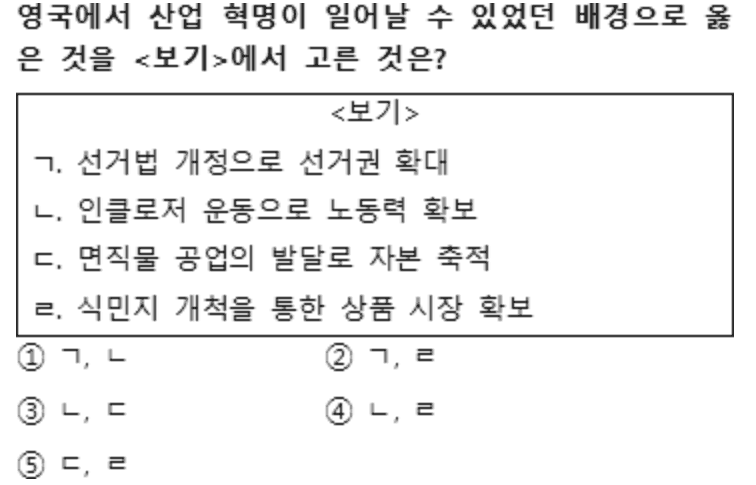 영국에서 산업 혁명이 일어날 수 있었던 배경으로 옳
은 것을 <보기>에서 고른 것은?
<보기>
ㄱ. 선거법 개정으로 선거권 확대
ㄴ. 인클로저 운동으로 노동력 확보
ㄷ. 면직물 공업의 발달로 자본 축적
ㄹ. 식민지 개척을 통한 상품 시장 확보
① ㄱ, ㄴ ② ㄱ, ㄹ
③ ㄴ, ㄷ ④ ㄴ, ㄹ
⑤ ㄷ, ㄹ